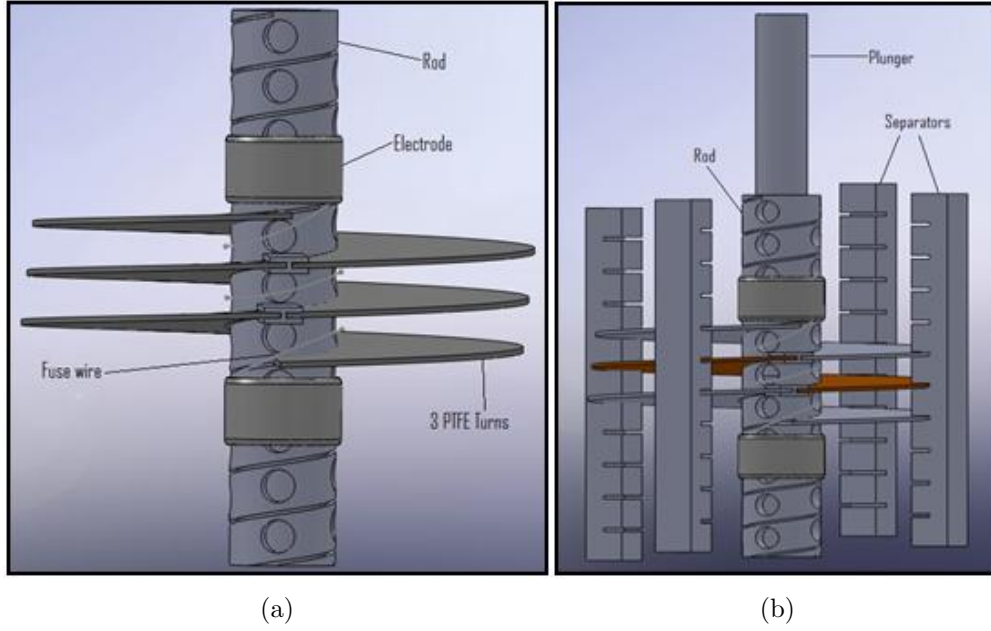 Rod
Electrode
Fuse wire
3 PTFE Turns
Plunger
Separators
Rod
(a)
(b)